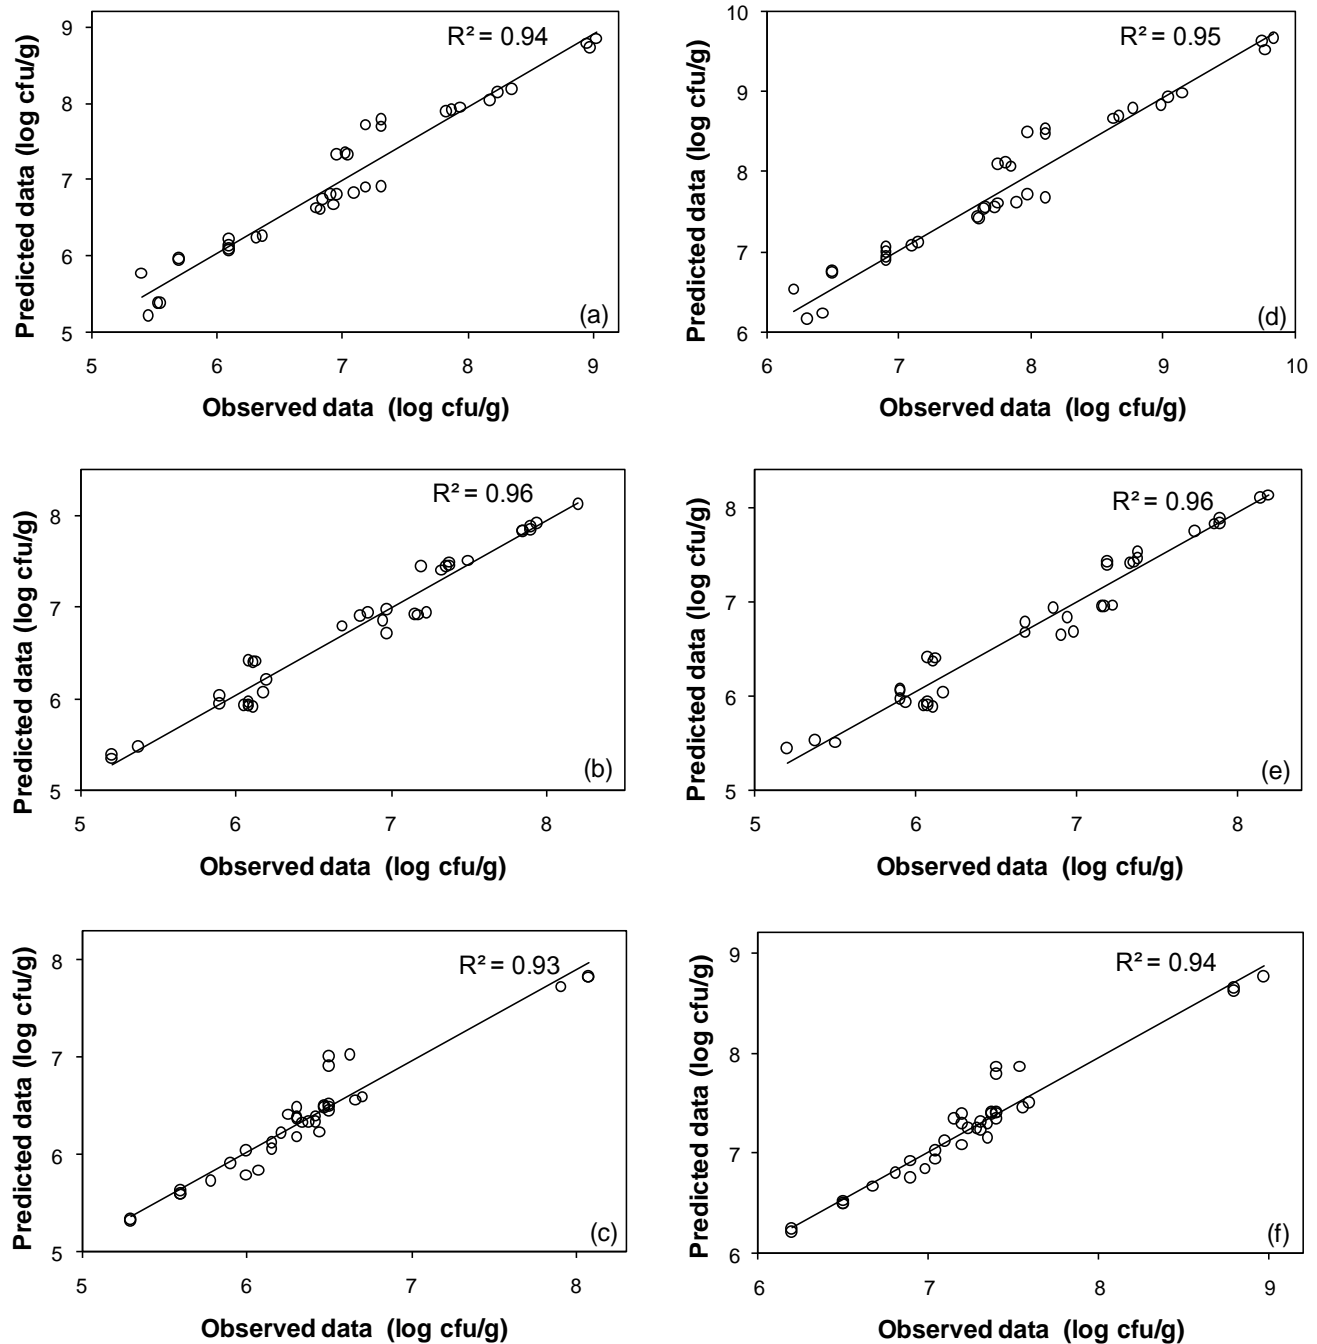 9
R² = 0.94
8
7
6
5
(a)
5 6 7 8 9
Predicted data (log cfu/g)
Observed data (log cfu/g)
10
R² = 0.95
9
8
7
6
(d)
6 7 8 9 10
Predicted data (log cfu/g)
Observed data (log cfu/g)
R² = 0.96
8
7
6
5
(b)
5 6 7 8
Predicted data (log cfu/g)
Observed data (log cfu/g)
R² = 0.96
8
7
6
5
(e)
5 6 7 8
Predicted data (log cfu/g)
Observed data (log cfu/g)
R² = 0.93
8
7
6
5
(c)
5 6 7 8
Predicted data (log cfu/g)
Observed data (log cfu/g)
9
R² = 0.94
8
7
6
(f)
6 7 8 9
Predicted data (log cfu/g)
Observed data (log cfu/g)